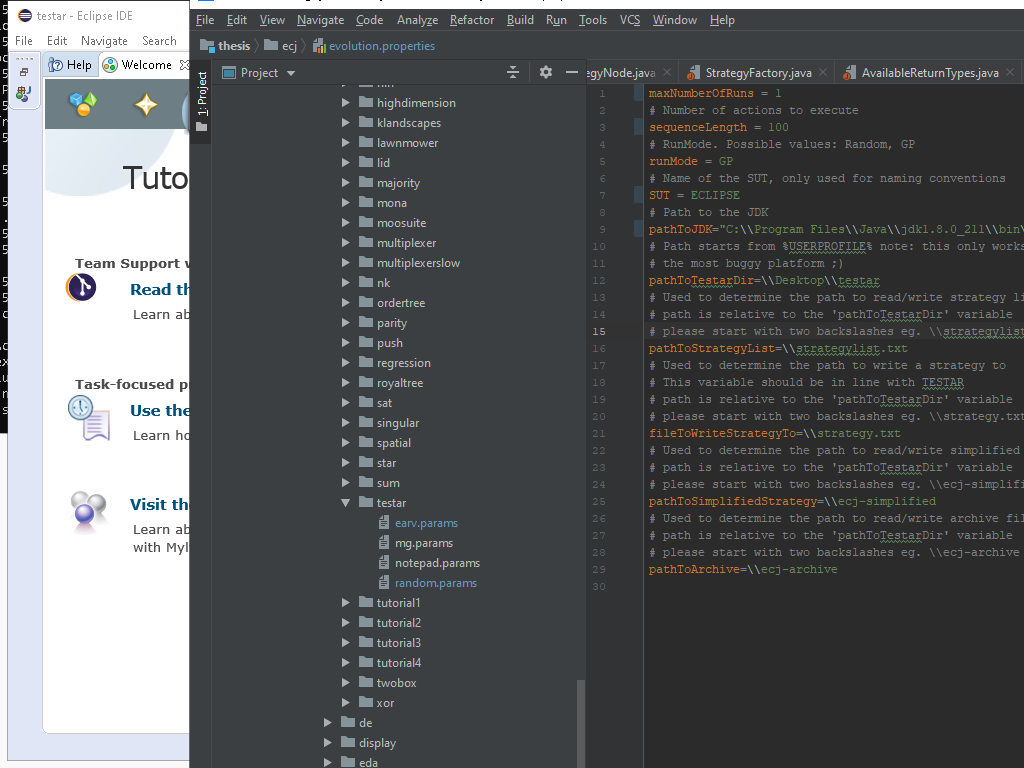 testar - Eclipse IDE
File Edit Navigate Search
Help Welcome
Tuto
Team Support w
Read th
Learn ab
Task-focused p
Use the
Learn ho
Visit th
Learn ab
with Myl
File Edit View Navigate Code Analyze Refactor Build Run Tools VCS Window Help
thesis ecj evolution.properties
1: Project
Project
egyNode.java StrategyFactory.java AvailableReturnTypes.java
highdimension
klandscapes
lawnmower
lid
majority
mona
moosuite
multiplexer
multiplexerslow
nk
ordertree
parity
push
regression
royaltree
sat
singular
spatial
star
sum
testar
earv.params
mg.params
notepad.params
random.params
tutorial1
tutorial2
tutorial3
tutorial4
twobox
xor
de
display
eda
1 maxNumberOfRuns = 1
2 # Number of actions to execute
3 sequenceLength = 100
4 # RunMode. Possible values: Random, GP
5 runMode = GP
6 # Name of the SUT, only used for naming conventions
7 SUT = ECLIPSE
8 # Path to the JDK
9 pathToJDK="C:\\Program Files\\Java\\jdk1.8.0_211\\bin\
10 # Path starts from %USERPROFILE% note: this only works
11 # the most buggy platform ;)
12 pathToTestarDir=\\Desktop\\testar
13 # Used to determine the path to read/write strategy li
14 # path is relative to the 'pathToTestarDir' variable
15 # please start with two backslashes eg. \\strategylist
16 pathToStrategyList=\\strategylist.txt
17 # Used to determine the path to write a strategy to
18 # This variable should be in line with TESTAR
19 # path is relative to the 'pathToTestarDir' variable
20 # please start with two backslashes eg. \\strategy.txt
21 fileToWriteStrategyTo=\\strategy.txt
22 # Used to determine the path to read/write simplified
23 # path is relative to the 'pathToTestarDir' variable
24 # please start with two backslashes eg. \\ecj-simplifi
25 pathToSimplifiedStrategy=\\ecj-simplified
26 # Used to determine the path to read/write archive fil
27 # path is relative to the 'pathToTestarDir' variable
28 # please start with two backslashes eg. \\ecj-archive
29 pathToArchive=\\ecj-archive
30